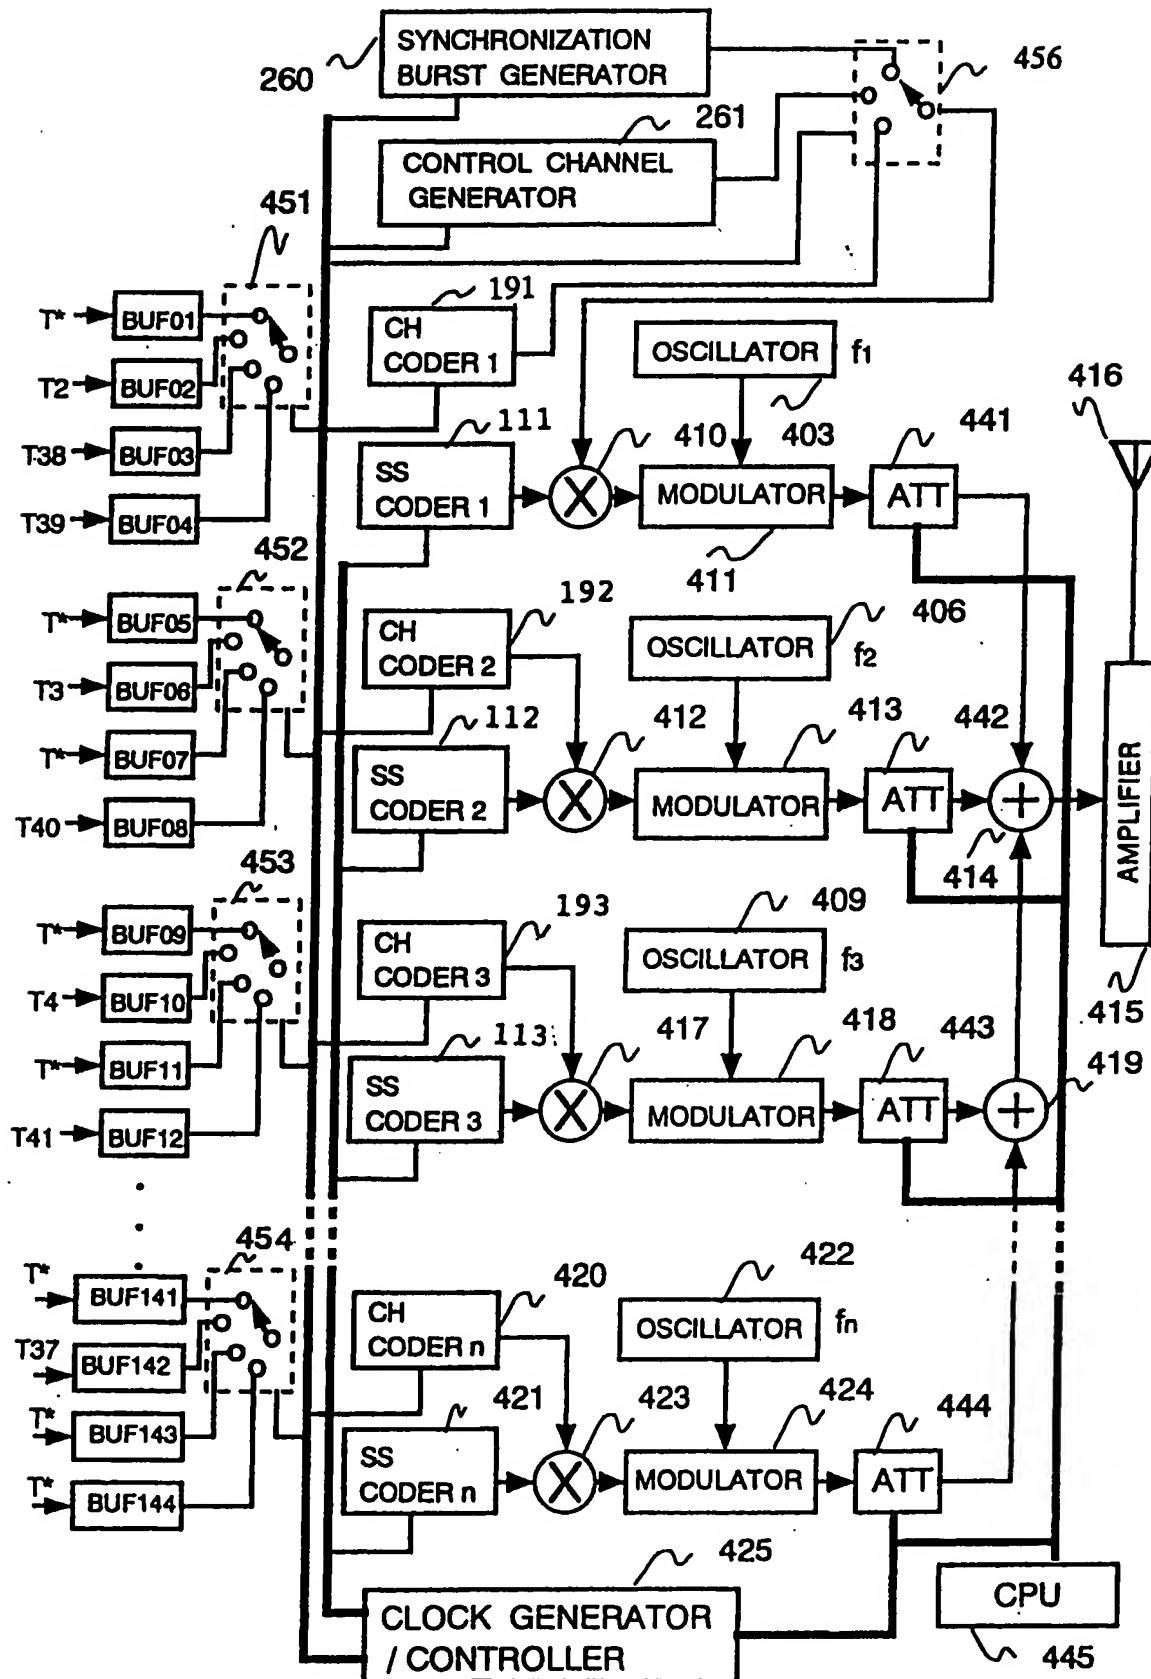 SYNCHRONIZATION
BURST GENERATOR
260
456
261
CONTROL CHANNEL
GENERATOR
451
191
T*
BUF01
CH
CODER 1
OSCILLATOR
f1
T2
BUF02
416
111
410
403
441
T38
BUF03
SS
CODER 1
MODULATOR
ATT
T39
BUF04
452
411
192
406
T*
BUF05
CH
CODER 2
OSCILLATOR
f2
T3
BUF06
112
412
413
442
T*
BUF07
SS
CODER 2
MODULATOR
ATT
AMPLIFIER
T40
BUF08
453
414
193
409
T*
BUF09
CH
CODER 3
OSCILLATOR
f3
T4
BUF10
415
113
417
418
443
419
T*
BUF11
SS
CODER 3
MODULATOR
ATT
T41
BUF12
454
422
420
T*
BUF141
CH
CODER n
OSCILLATOR
fn
T37
BUF142
421
423
424
444
T*
BUF143
SS
CODER n
MODULATOR
ATT
T*
BUF144
425
CLOCK GENERATOR
/ CONTROLLER
CPU
445